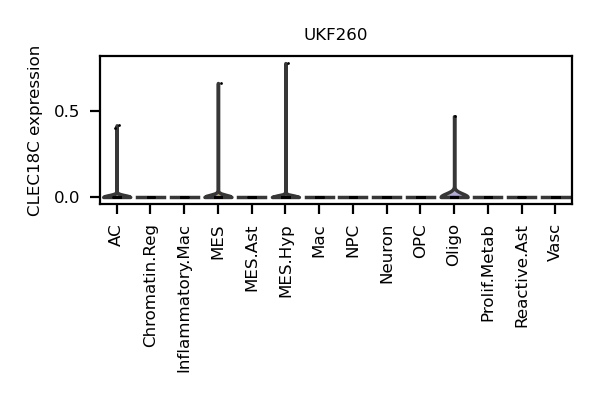 UKF260
CLEC18C expression
0.5
0.0
AC
Chromatin.Reg
Inflammatory.Mac
MES
MES.Ast
MES.Hyp
Mac
NPC
Neuron
OPC
Oligo
Prolif.Metab
Reactive.Ast
Vasc